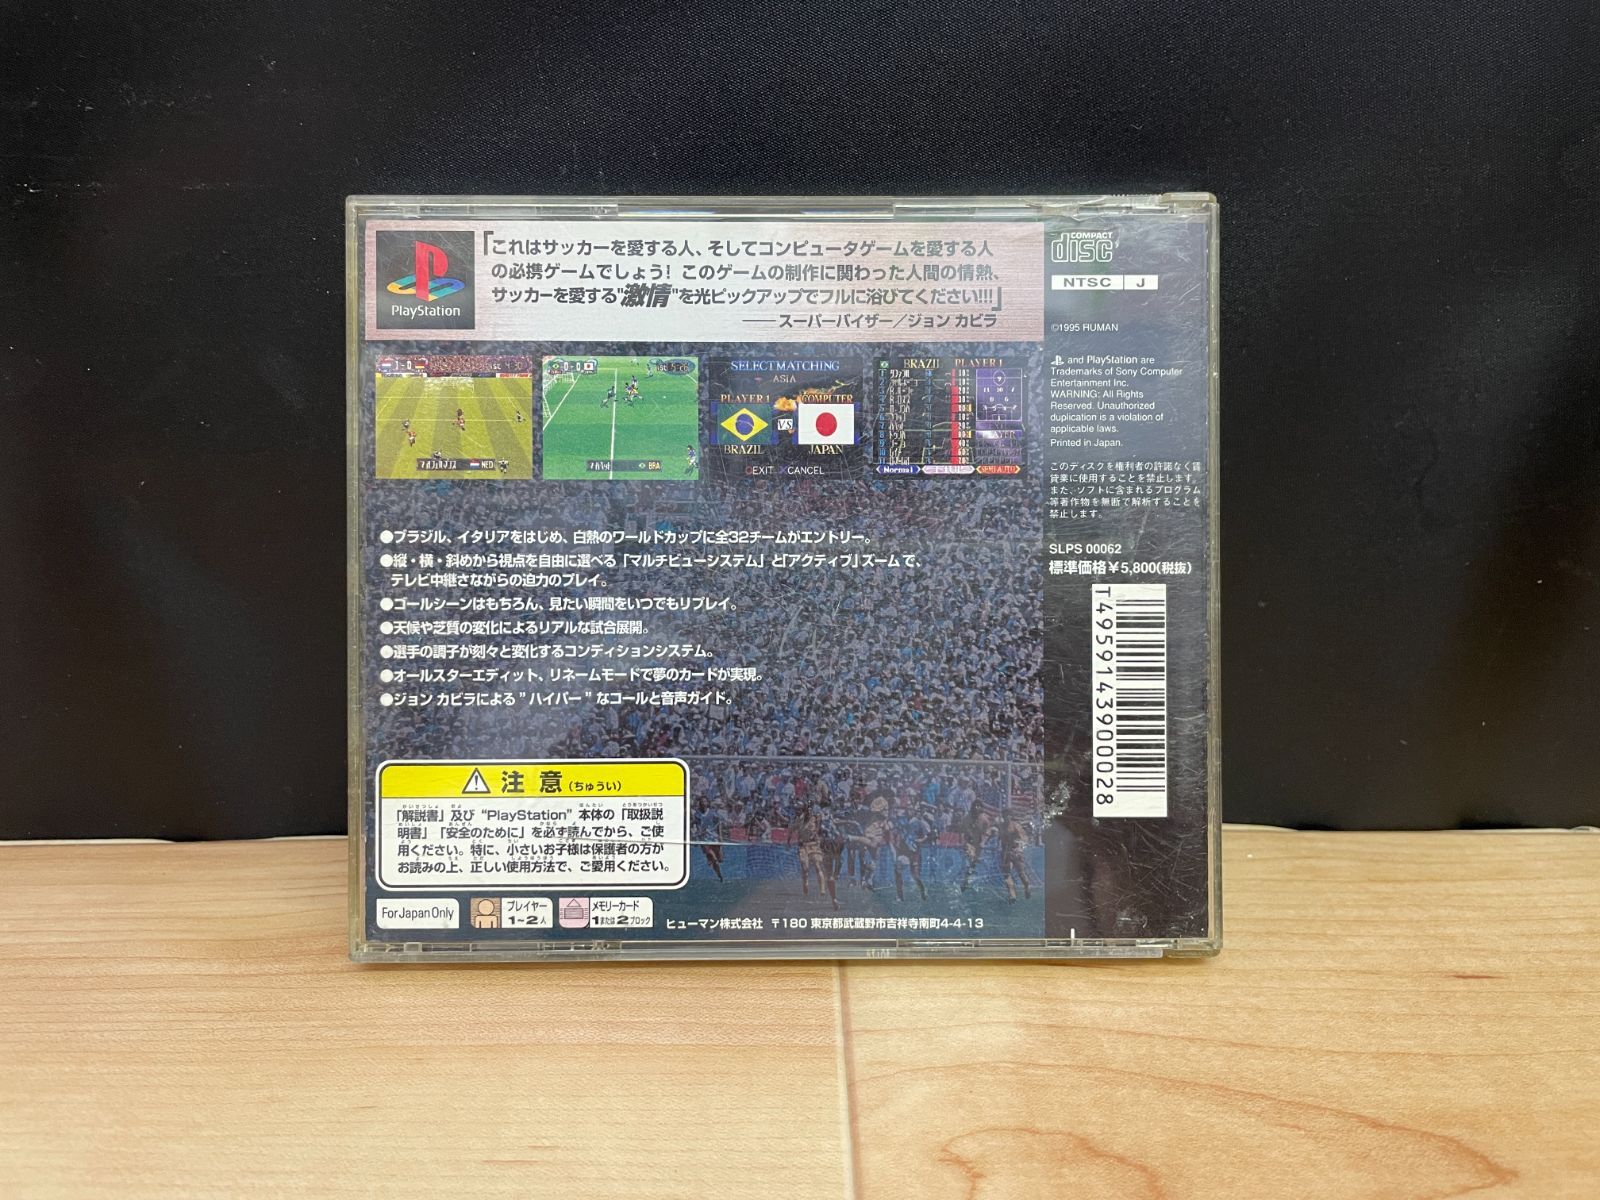 PlayStation
「これはサッカーを愛する人、そしてコンピュータゲームを愛する人
の必携ゲームでしょう！このゲームの制作に関わった人間の情熱、
サッカーを愛する"激情"を光ピックアップでフルに浴びてください!!!」
――スーパーバイザー／ジョン カビラ
COMPACT
disc
NTSC J
©1995 HUMAN
and PlayStation are
Trademarks of Sony Computer
Entertainment Inc.
WARNING: All Rights
Reserved. Unauthorized
duplication is a violation of
applicable laws.
Printed in Japan.
このディスクを権利者の許諾なく賃
貸業に使用することを禁止します。
また、ソフトに含まれるプログラム
等著作物を無断で解析することを
禁止します。
SLPS 00062
標準価格￥5,800(税抜)
T4959143900028
1-0 1st 4:30
NED
0-0
BRA
SELECT MATCHING
ASIA
PLAYER1 COMPUTER
VS
BRAZIL JAPAN
○EXIT ×CANCEL
BRAZIL PLAYER 1
Normal SEMI AUTO
●ブラジル、イタリアをはじめ、白熱のワールドカップに全32チームがエントリー。
●縦・横・斜めから視点を自由に選べる「マルチビューシステム」と「アクティブ」ズームで、
テレビ中継さながらの迫力のプレイ。
●ゴールシーンはもちろん、見たい瞬間をいつでもリプレイ。
●天候や芝質の変化によるリアルな試合展開。
●選手の調子が刻々と変化するコンディションシステム。
●オールスターエディット、リネームモードで夢のカードが実現。
●ジョン カビラによる"ハイパー"なコールと音声ガイド。
注意（ちゅうい）
「解説書」及び"PlayStation"本体の「取扱説
明書」「安全のために」を必ず読んでから、ご使
用ください。特に、小さいお子様は保護者の方が
お読みの上、正しい使用方法で、ご愛用ください。
For Japan Only
プレイヤー
1~2人
メモリーカード
1または2ブロック
ヒューマン株式会社 〒180 東京都武蔵野市吉祥寺南町4-4-13